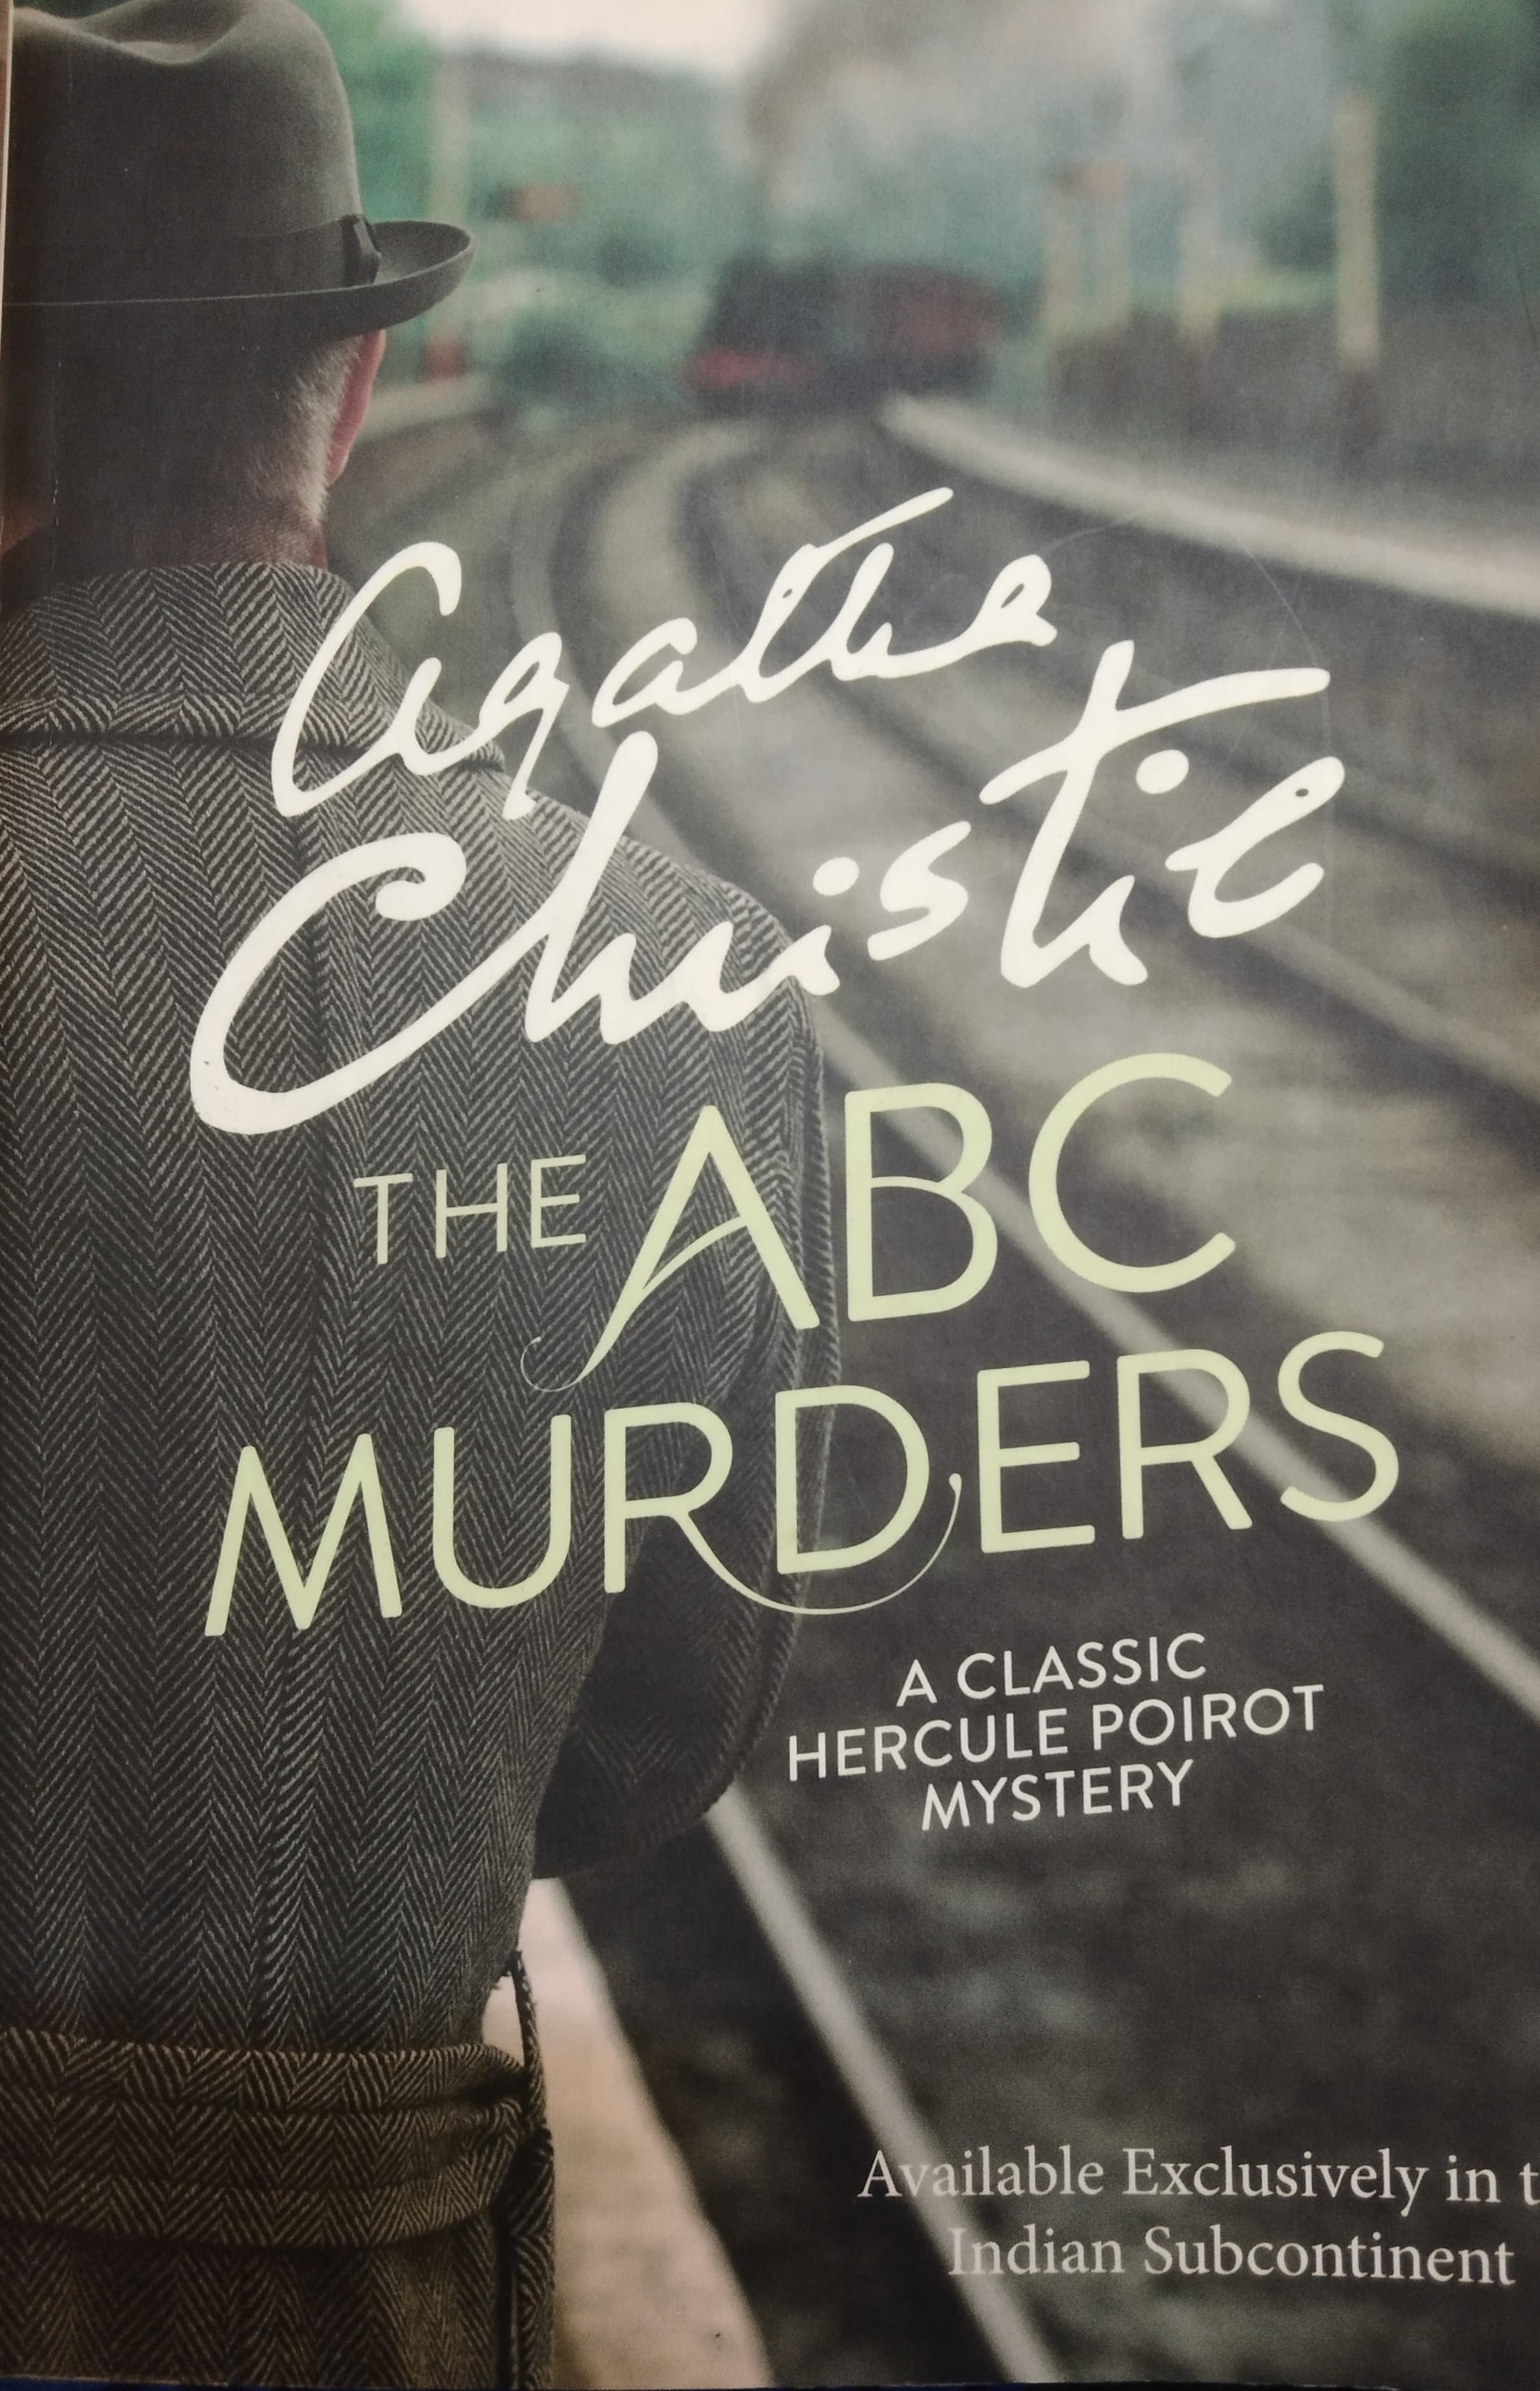 Agatha
Christie
THE ABC
MURDERS
A CLASSIC
HERCULE POIROT
MYSTERY
Available Exclusively in t
Indian Subcontinent